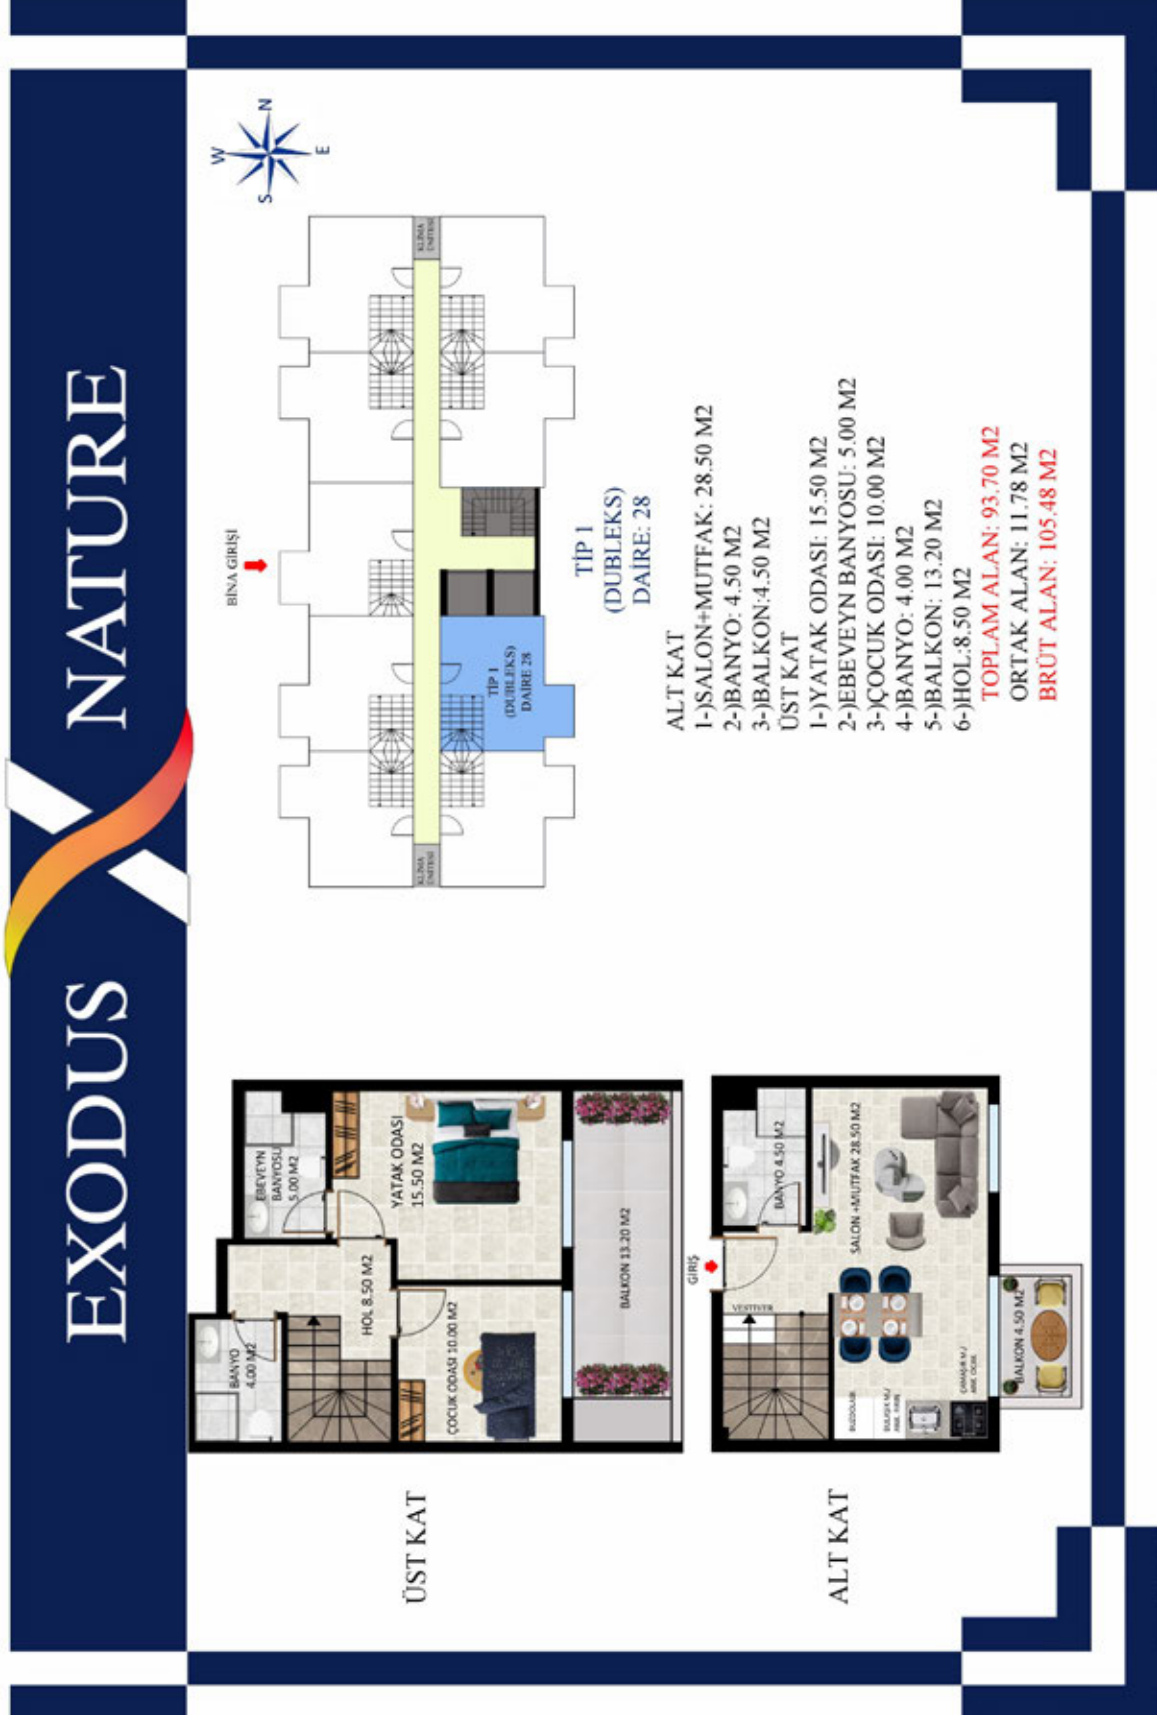 EXODUS NATURE
EBEVEYN
BANYOSU
5.00 M2
BANYO
4.00 M2
YATAK ODASI
15.50 M2
HOL 8.50 M2
ÇOCUK ODASI 10.00 M2
BALKON 13.20 M2
ÜST KAT
GİRİŞ
VESTİYER
BANYO 4.50 M2
SALON +MUTFAK 28.50 M2
BUZDOLABI
BALKON 4.50 M2
ALT KAT
BİNA GİRİŞİ
W
N
S
E
KLİMA
ÜNİTESİ
KLİMA
ÜNİTESİ
TİP 1
(DUBLEKS)
DAİRE 28
TİP 1
(DUBLEKS)
DAİRE: 28
ALT KAT
1-)SALON+MUTFAK: 28.50 M2
2-)BANYO: 4.50 M2
3-)BALKON:4.50 M2
ÜST KAT
1-)YATAK ODASI: 15.50 M2
2-)EBEVEYN BANYOSU: 5.00 M2
3-)ÇOCUK ODASI: 10.00 M2
4-)BANYO: 4.00 M2
5-)BALKON: 13.20 M2
6-)HOL:8.50 M2
TOPLAM ALAN: 93.70 M2
ORTAK ALAN: 11.78 M2
BRÜT ALAN: 105.48 M2